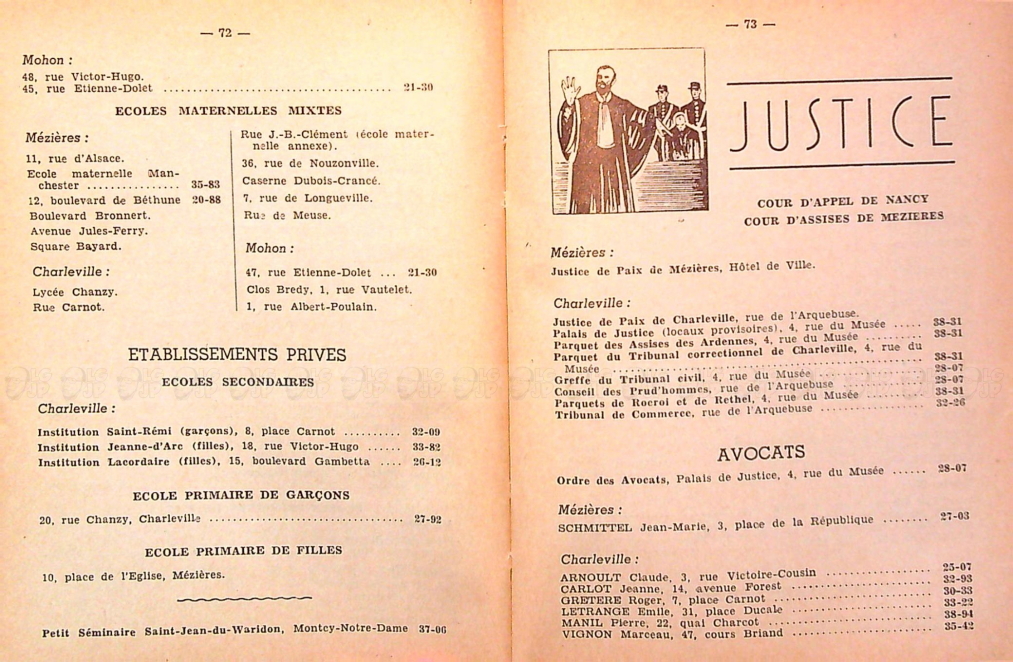 — 72 —
Mohon :
48, rue Victor-Hugo.
45, rue Etienne-Dolet ........................................ 21-30
ECOLES MATERNELLES MIXTES
Mézières :
11, rue d'Alsace.
Ecole maternelle Man-
chester ................ 35-83
12, boulevard de Béthune 20-88
Boulevard Bronnert.
Avenue Jules-Ferry.
Square Bayard.
Charleville :
Lycée Chanzy.
Rue Carnot.
Rue J.-B.-Clément (école mater-
nelle annexe).
36, rue de Nouzonville.
Caserne Dubois-Crancé.
7, rue de Longueville.
Rue de Meuse.
Mohon :
47, rue Etienne-Dolet ... 21-30
Clos Bredy, 1, rue Vautelet.
1, rue Albert-Poulain.
ETABLISSEMENTS PRIVES
ECOLES SECONDAIRES
Charleville :
Institution Saint-Rémi (garçons), 8, place Carnot .......... 32-09
Institution Jeanne-d'Arc (filles), 18, rue Victor-Hugo ...... 33-82
Institution Lacordaire (filles), 15, boulevard Gambetta .... 26-12
ECOLE PRIMAIRE DE GARÇONS
20, rue Chanzy, Charleville .................................. 27-92
ECOLE PRIMAIRE DE FILLES
10, place de l'Eglise, Mézières.
Petit Séminaire Saint-Jean-du-Waridon, Montcy-Notre-Dame 37-06
— 73 —
JUSTICE
COUR D'APPEL DE NANCY
COUR D'ASSISES DE MEZIERES
Mézières :
Justice de Paix de Mézières, Hôtel de Ville.
Charleville :
Justice de Paix de Charleville, rue de l'Arquebuse.
Palais de Justice (locaux provisoires), 4, rue du Musée ..... 38-31
Parquet des Assises des Ardennes, 4, rue du Musée .......... 38-31
Parquet du Tribunal correctionnel de Charleville, 4, rue du
Musée .................................................... 38-31
Greffe du Tribunal civil, 4, rue du Musée .................. 28-07
Conseil des Prud'hommes, rue de l'Arquebuse ................ 28-07
Parquets de Rocroi et de Rethel, 4, rue du Musée ........... 38-31
Tribunal de Commerce, rue de l'Arquebuse ................... 32-26
AVOCATS
Ordre des Avocats, Palais de Justice, 4, rue du Musée ...... 28-07
Mézières :
SCHMITTEL Jean-Marie, 3, place de la République ........ 27-03
Charleville :
ARNOULT Claude, 3, rue Victoire-Cousin .................. 25-07
CARLOT Jeanne, 14, avenue Forest ........................ 32-93
GRETERE Roger, 7, place Carnot .......................... 30-33
LETRANGE Emile, 31, place Ducale ........................ 33-22
MANIL Pierre, 22, quai Charcot .......................... 38-94
VIGNON Marceau, 47, cours Briand ........................ 35-42